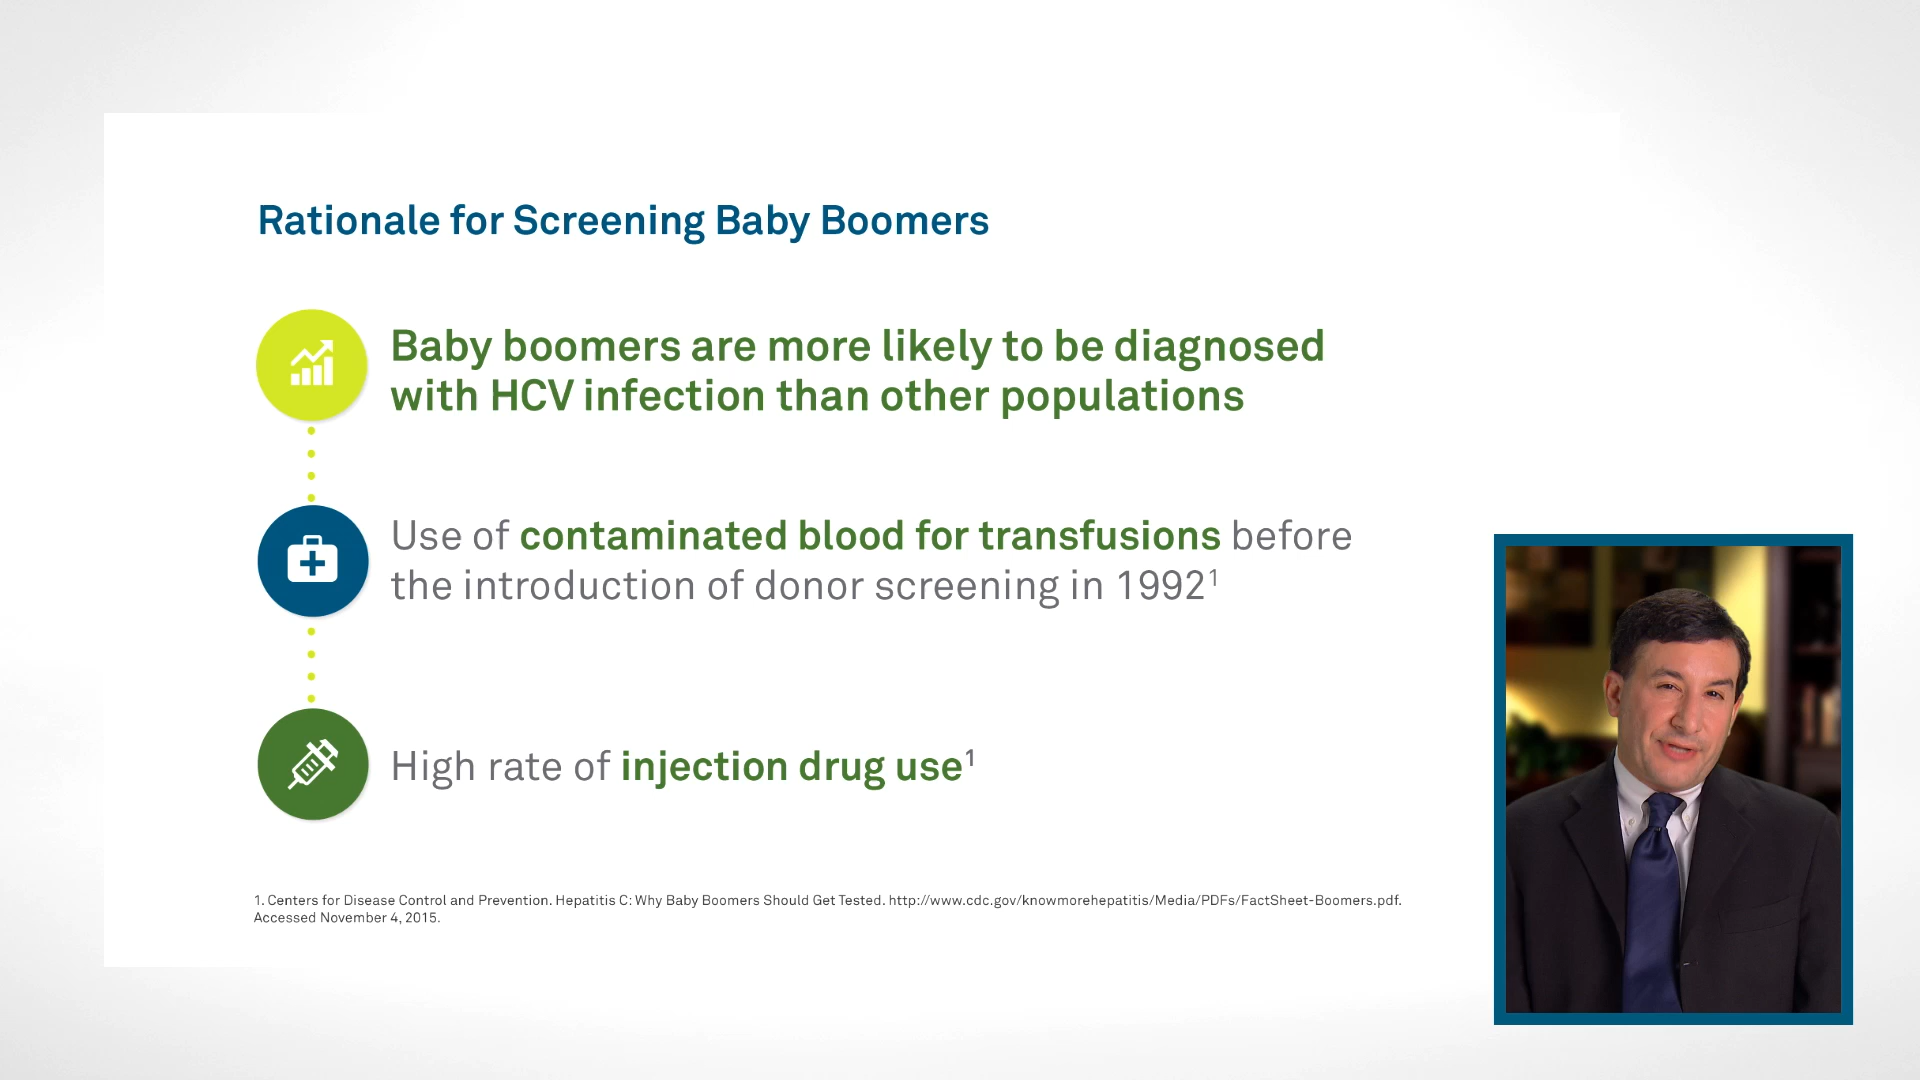 Rationale for Screening Baby Boomers
Baby boomers are more likely to be diagnosed
with HCV infection than other populations
Use of contaminated blood for transfusions before
the introduction of donor screening in 1992¹
High rate of injection drug use¹
1. Centers for Disease Control and Prevention. Hepatitis C: Why Baby Boomers Should Get Tested. http://www.cdc.gov/knowmorehepatitis/Media/PDFs/FactSheet-Boomers.pdf.
Accessed November 4, 2015.